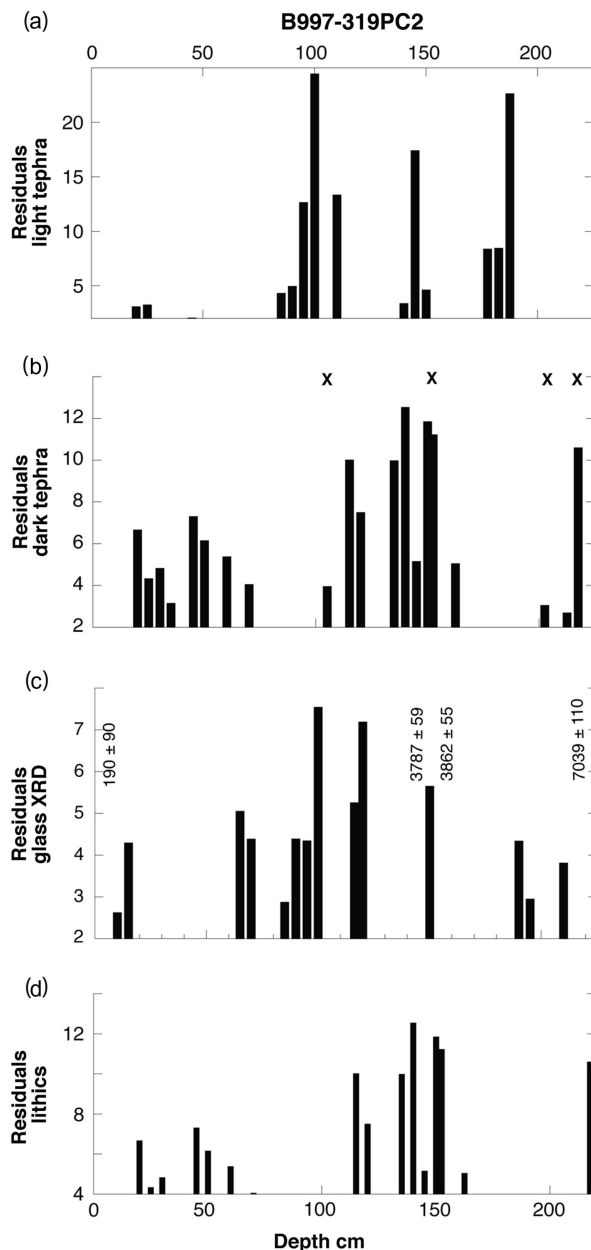 (a)
B997-319PC2
0 50 100 150 200
Residuals
light tephra
20
15
10
5
(b)
x x x x
Residuals
dark tephra
12
10
8
6
4
2
(c)
Residuals
glass XRD
7
6
5
4
3
2
190 ± 90
3787 ± 59
3862 ± 55
7039 ± 110
(d)
Residuals
lithics
12
8
4
0 50 100 150 200
Depth cm